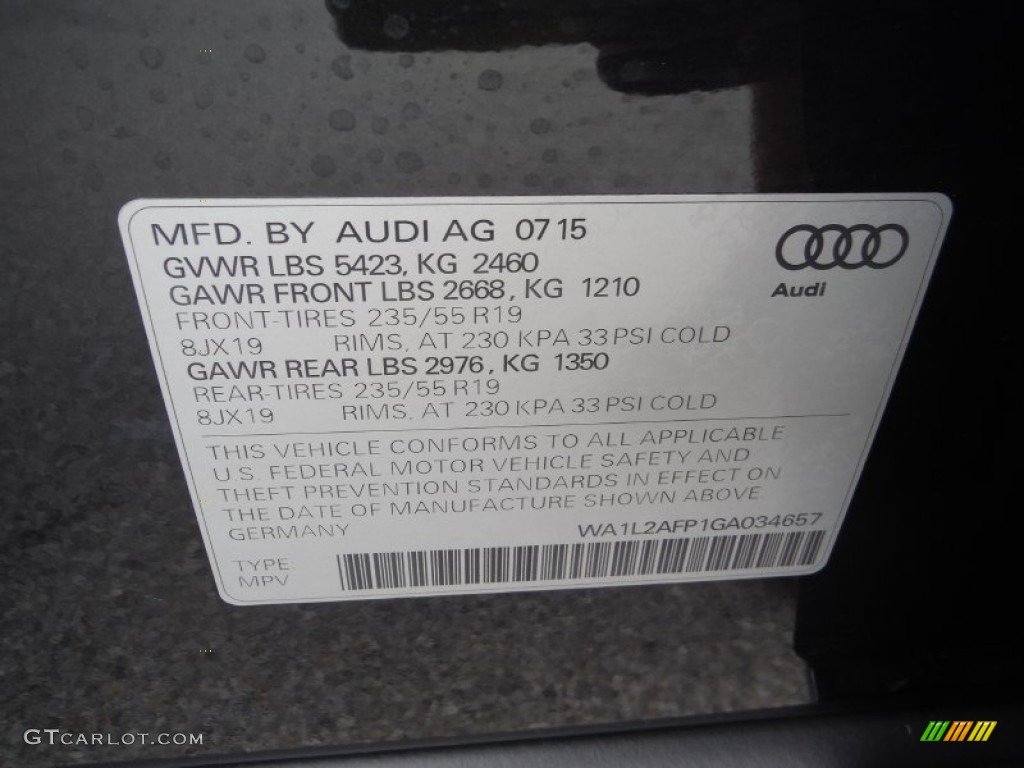 MFD. BY AUDI AG 0715
GVWR LBS 5423, KG 2460
GAWR FRONT LBS 2668, KG 1210
FRONT-TIRES 235/55 R19
8JX19 RIMS, AT 230 KPA 33 PSI COLD
GAWR REAR LBS 2976, KG 1350
REAR-TIRES 235/55 R19
8JX19 RIMS, AT 230 KPA 33 PSI COLD
Audi
THIS VEHICLE CONFORMS TO ALL APPLICABLE
U.S. FEDERAL MOTOR VEHICLE SAFETY AND
THEFT PREVENTION STANDARDS IN EFFECT ON
THE DATE OF MANUFACTURE SHOWN ABOVE
GERMANY WA1L2AFP1GA034657
TYPE
MPV
GTCARLOT.COM